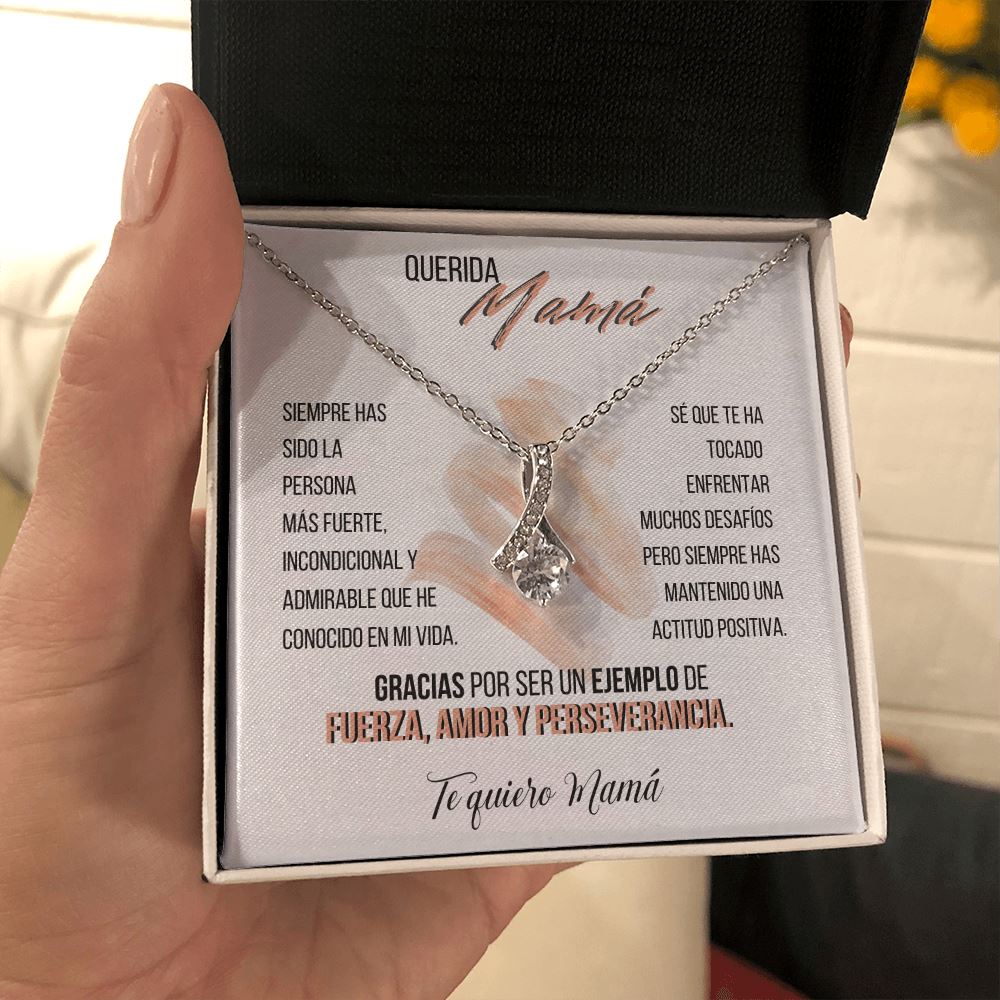 QUERIDA
Mamá
SIEMPRE HAS
SIDO LA
PERSONA
MÁS FUERTE,
INCONDICIONAL Y
ADMIRABLE QUE HE
CONOCIDO EN MI VIDA.
SÉ QUE TE HA
TOCADO
ENFRENTAR
MUCHOS DESAFÍOS
PERO SIEMPRE HAS
MANTENIDO UNA
ACTITUD POSITIVA.
GRACIAS POR SER UN EJEMPLO DE
FUERZA, AMOR Y PERSEVERANCIA.
Te quiero Mamá